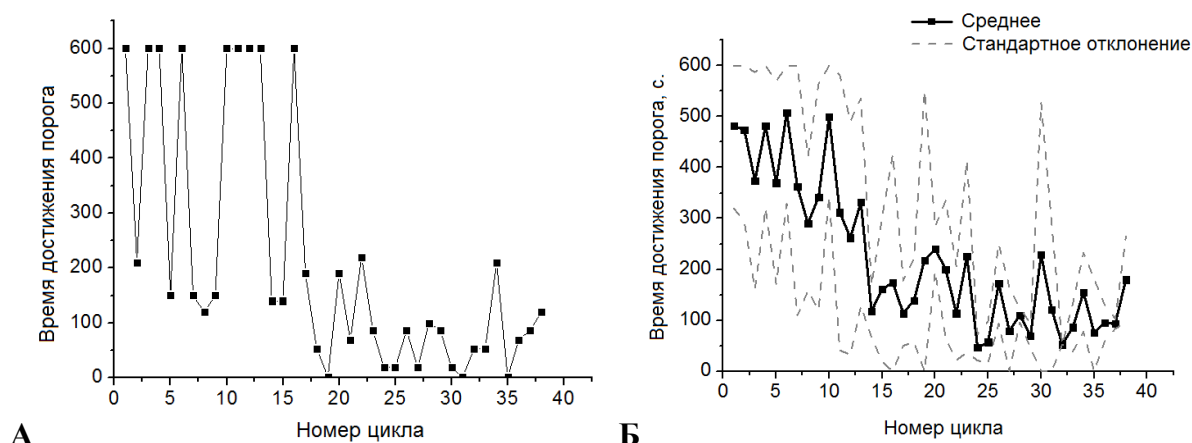 Время достижения порога
600
500
400
300
200
100
0
0 5 10 15 20 25 30 35 40
Номер цикла
А
Среднее
Стандартное отклонение
Время достижения порога, с.
600
500
400
300
200
100
0
0 5 10 15 20 25 30 35 40
Номер цикла
Б